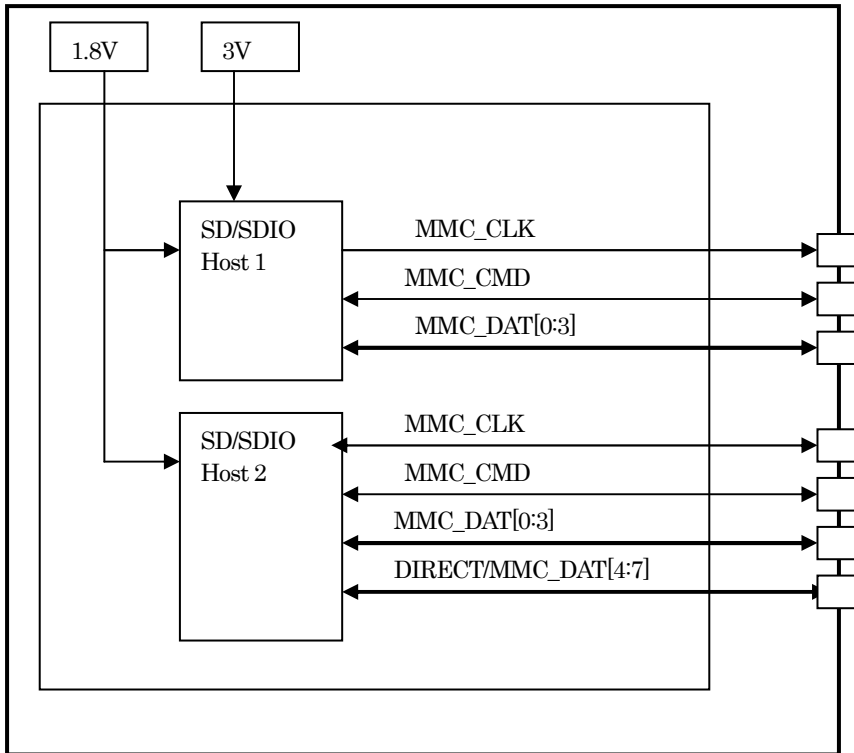 1.8V
3V
SD/SDIO
Host 1
MMC_CLK
MMC_CMD
MMC_DAT[0:3]
SD/SDIO
Host 2
MMC_CLK
MMC_CMD
MMC_DAT[0:3]
DIRECT/MMC_DAT[4:7]